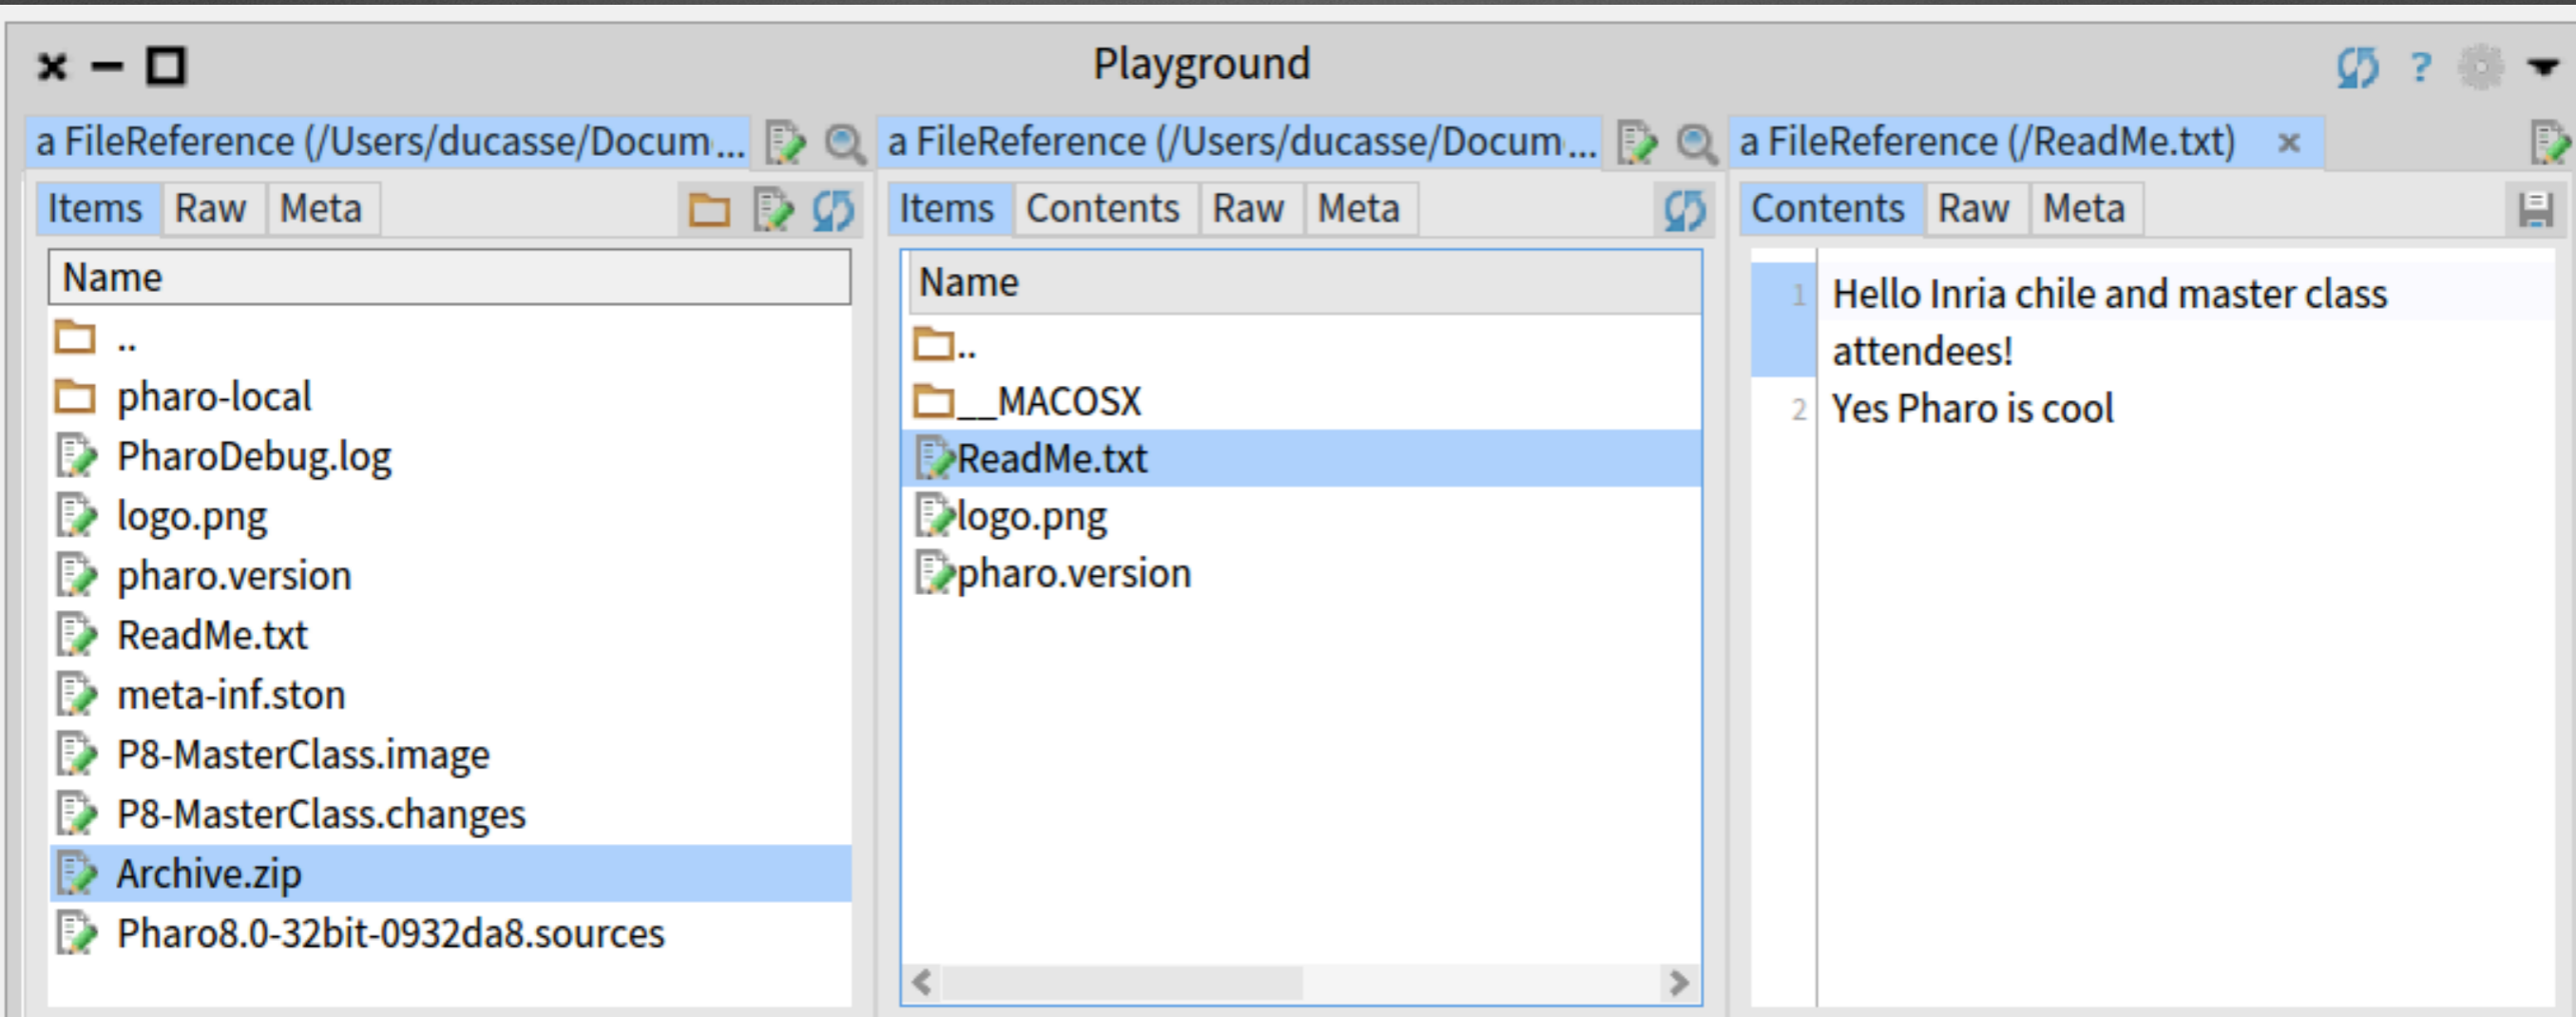 Playground
?
a FileReference (/Users/ducasse/Docum...
Items Raw Meta
Name
..
pharo-local
PharoDebug.log
logo.png
pharo.version
ReadMe.txt
meta-inf.ston
P8-MasterClass.image
P8-MasterClass.changes
Archive.zip
Pharo8.0-32bit-0932da8.sources
a FileReference (/Users/ducasse/Docum...
Items Contents Raw Meta
Name
..
__MACOSX
ReadMe.txt
logo.png
pharo.version
a FileReference (/ReadMe.txt)
Contents Raw Meta
1 Hello Inria chile and master class
attendees!
2 Yes Pharo is cool